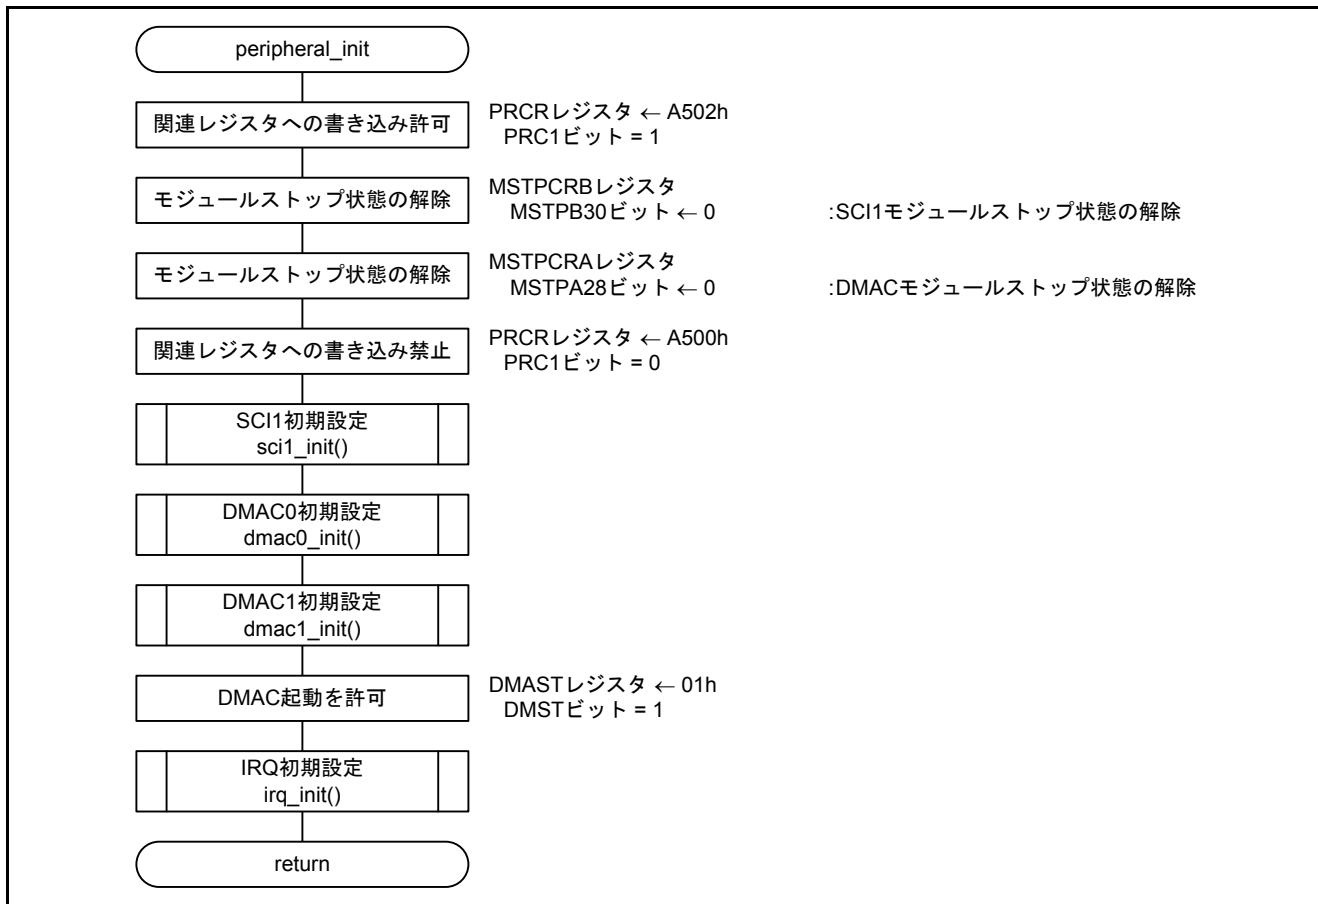 peripheral_init
関連レジスタへの書き込み許可
PRCRレジスタ ← A502h
PRC1ビット = 1
モジュールストップ状態の解除
MSTPCRBレジスタ
MSTPB30ビット ← 0 :SCI1モジュールストップ状態の解除
モジュールストップ状態の解除
MSTPCRAレジスタ
MSTPA28ビット ← 0 :DMACモジュールストップ状態の解除
関連レジスタへの書き込み禁止
PRCRレジスタ ← A500h
PRC1ビット = 0
SCI1初期設定
sci1_init()
DMAC0初期設定
dmac0_init()
DMAC1初期設定
dmac1_init()
DMAC起動を許可
DMASTレジスタ ← 01h
DMSTビット = 1
IRQ初期設定
irq_init()
return